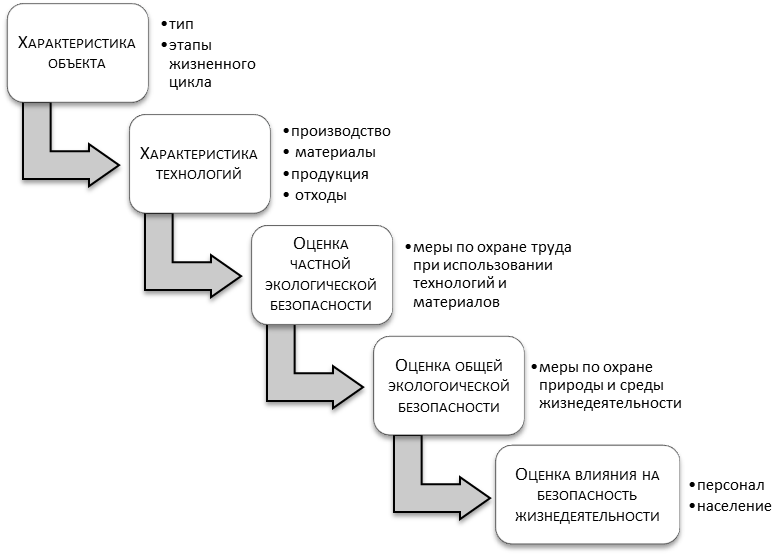 Характеристика
объекта
•тип
•этапы
жизненного
цикла
Характеристика
технологий
•производство
• материалы
•продукция
• отходы
Оценка
частной
экологической
безопасности
•меры по охране труда
при использовании
технологий и
материалов
Оценка общей
экологоической
безопасности
•меры по охране
природы и среды
жизнедеятельности
Оценка влияния на
безопасность
жизнедеятельности
•персонал
•население